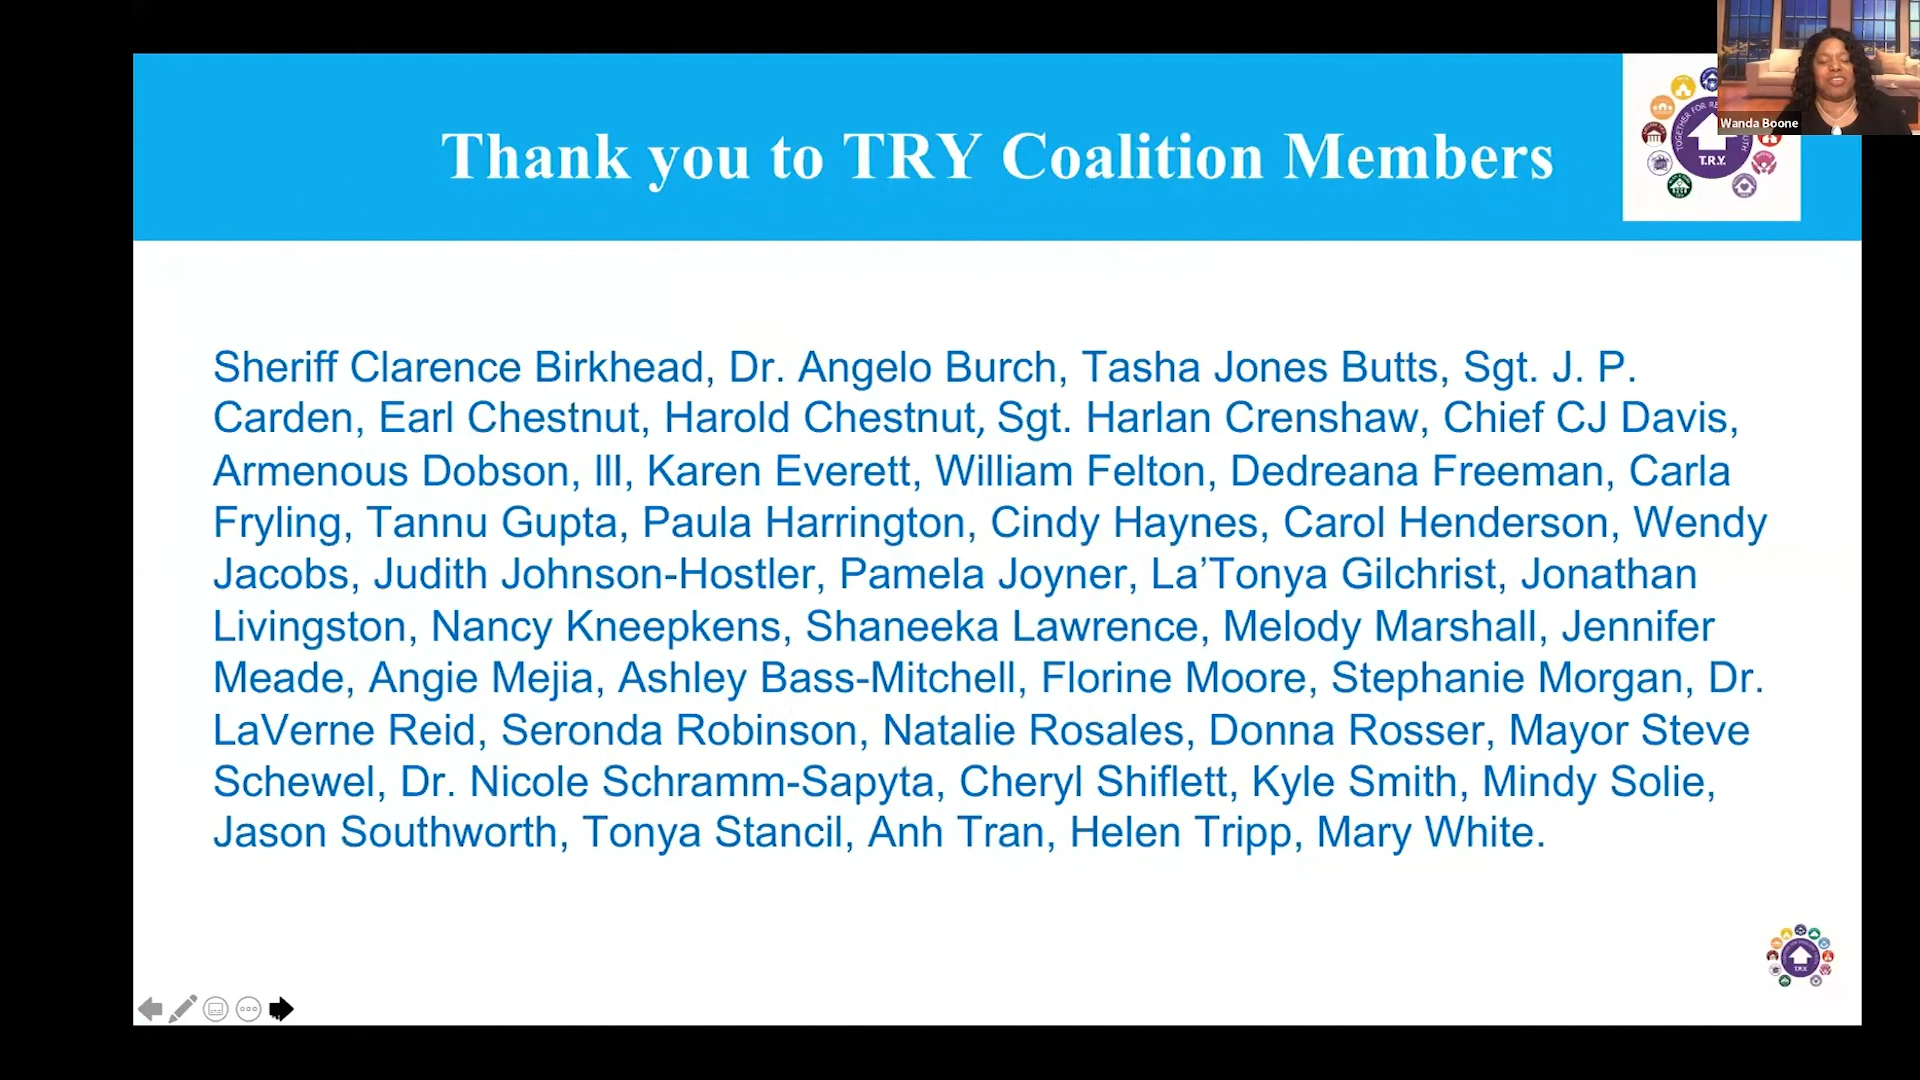 Thank you to TRY Coalition Members
Wanda Boone
T.R.Y.
Sheriff Clarence Birkhead, Dr. Angelo Burch, Tasha Jones Butts, Sgt. J. P.
Carden, Earl Chestnut, Harold Chestnut, Sgt. Harlan Crenshaw, Chief CJ Davis,
Armenous Dobson, III, Karen Everett, William Felton, Dedreana Freeman, Carla
Fryling, Tannu Gupta, Paula Harrington, Cindy Haynes, Carol Henderson, Wendy
Jacobs, Judith Johnson-Hostler, Pamela Joyner, La’Tonya Gilchrist, Jonathan
Livingston, Nancy Kneepkens, Shaneeka Lawrence, Melody Marshall, Jennifer
Meade, Angie Mejia, Ashley Bass-Mitchell, Florine Moore, Stephanie Morgan, Dr.
LaVerne Reid, Seronda Robinson, Natalie Rosales, Donna Rosser, Mayor Steve
Schewel, Dr. Nicole Schramm-Sapyta, Cheryl Shiflett, Kyle Smith, Mindy Solie,
Jason Southworth, Tonya Stancil, Anh Tran, Helen Tripp, Mary White.
T.R.Y.